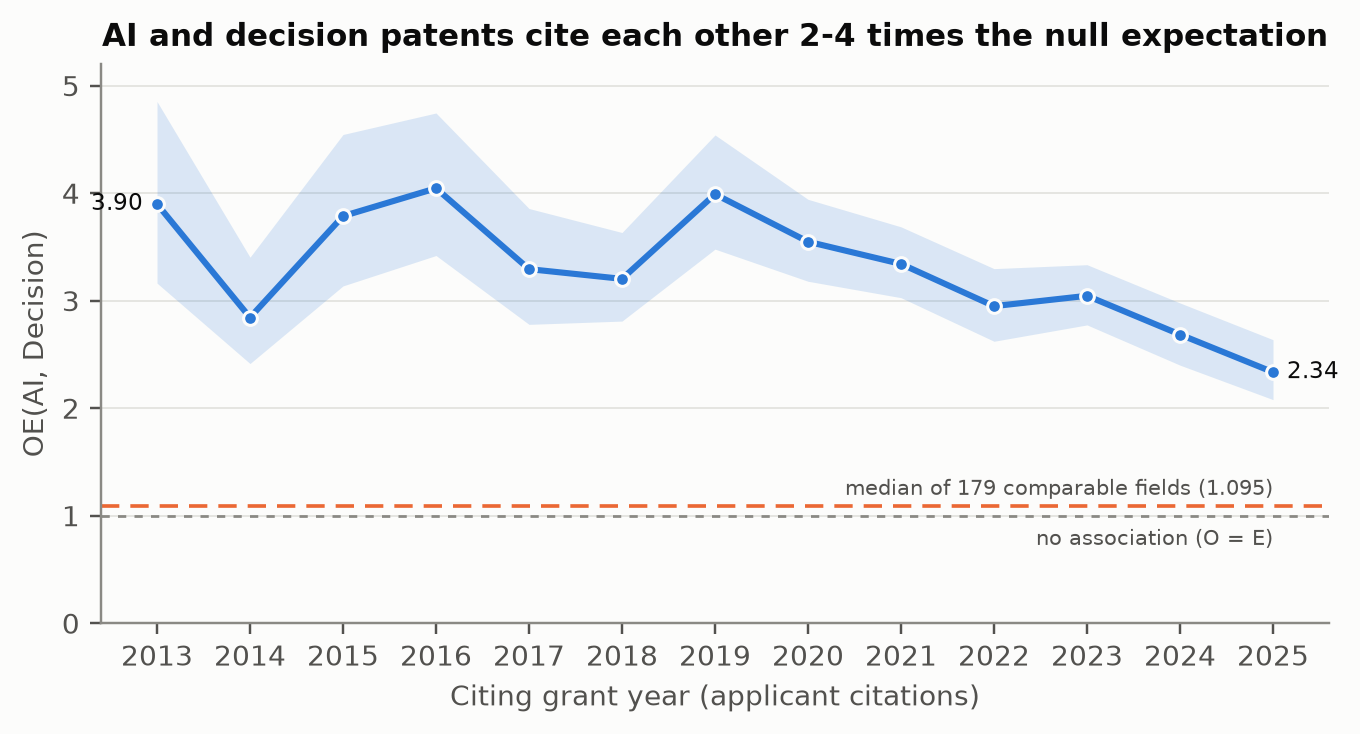 AI and decision patents cite each other 2-4 times the null expectation
OE(AI, Decision)
5
4
3
2
1
0
3.90
2.34
median of 179 comparable fields (1.095)
no association (O = E)
2013 2014 2015 2016 2017 2018 2019 2020 2021 2022 2023 2024 2025
Citing grant year (applicant citations)